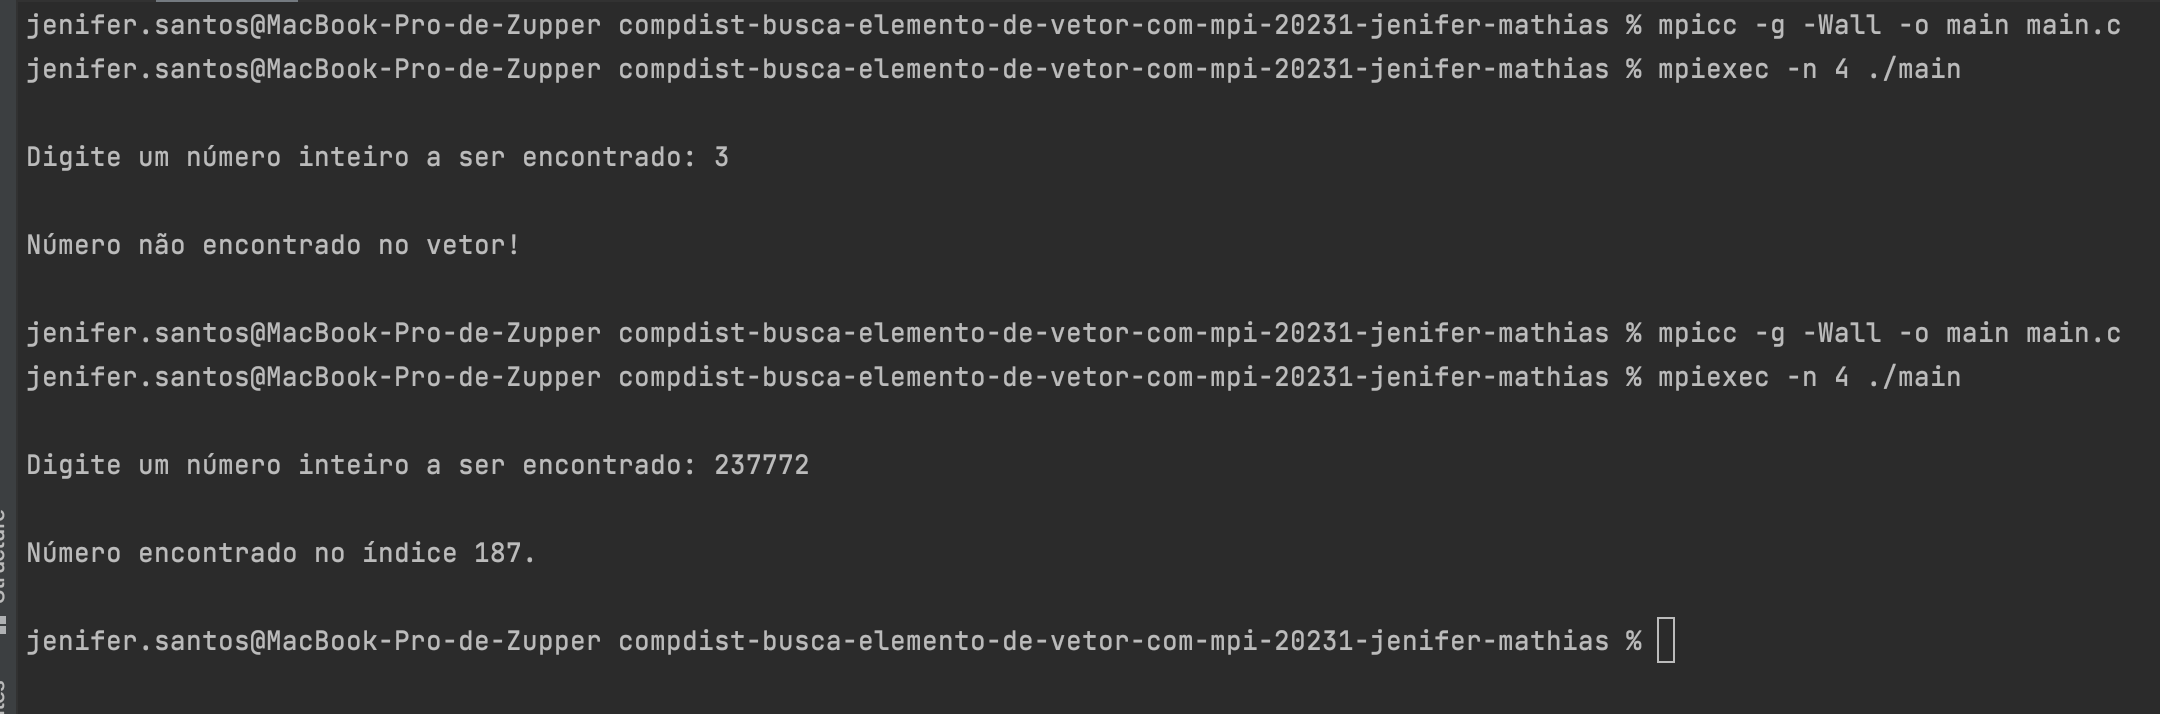 jenifer.santos@MacBook-Pro-de-Zupper compdist-busca-elemento-de-vetor-com-mpi-20231-jenifer-mathias % mpicc -g -Wall -o main main.c
jenifer.santos@MacBook-Pro-de-Zupper compdist-busca-elemento-de-vetor-com-mpi-20231-jenifer-mathias % mpiexec -n 4 ./main
Digite um número inteiro a ser encontrado: 3
Número não encontrado no vetor!
jenifer.santos@MacBook-Pro-de-Zupper compdist-busca-elemento-de-vetor-com-mpi-20231-jenifer-mathias % mpicc -g -Wall -o main main.c
jenifer.santos@MacBook-Pro-de-Zupper compdist-busca-elemento-de-vetor-com-mpi-20231-jenifer-mathias % mpiexec -n 4 ./main
Digite um número inteiro a ser encontrado: 237772
Número encontrado no índice 187.
jenifer.santos@MacBook-Pro-de-Zupper compdist-busca-elemento-de-vetor-com-mpi-20231-jenifer-mathias %